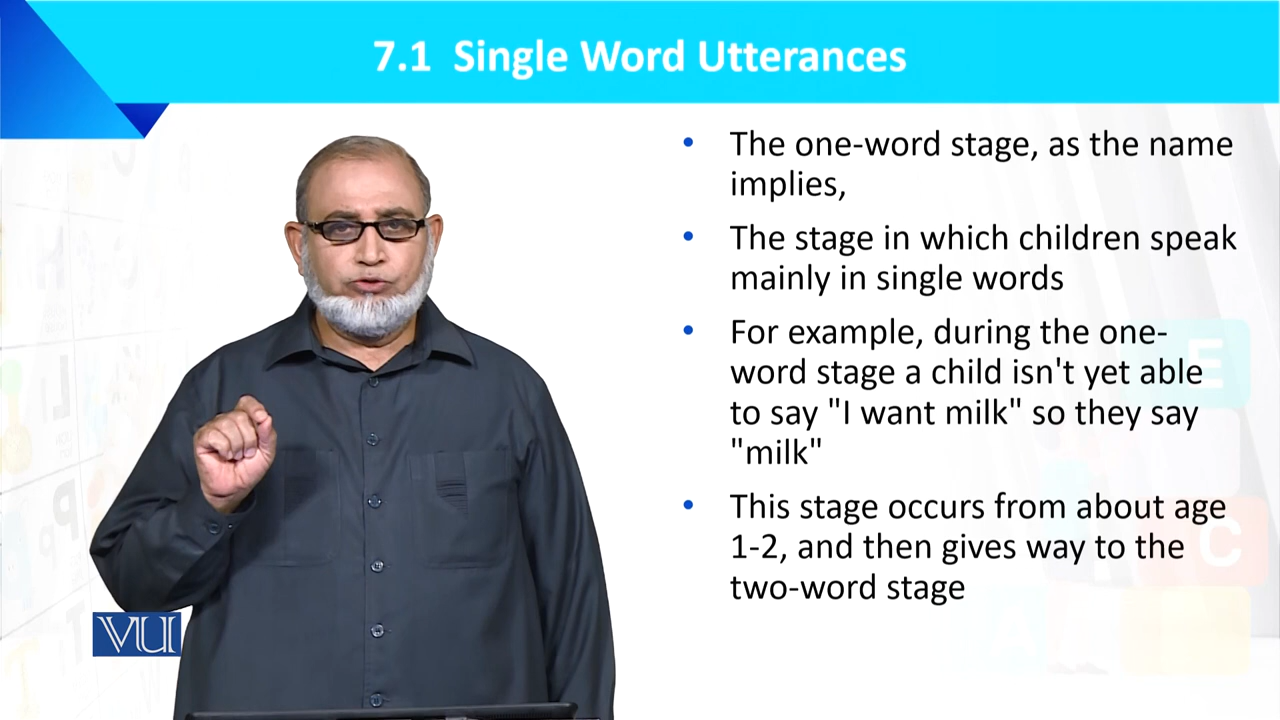 7.1 Single Word Utterances
• The one-word stage, as the name
implies,
• The stage in which children speak
mainly in single words
• For example, during the one-
word stage a child isn't yet able
to say "I want milk" so they say
"milk"
• This stage occurs from about age
1-2, and then gives way to the
two-word stage
VU
E
C
A